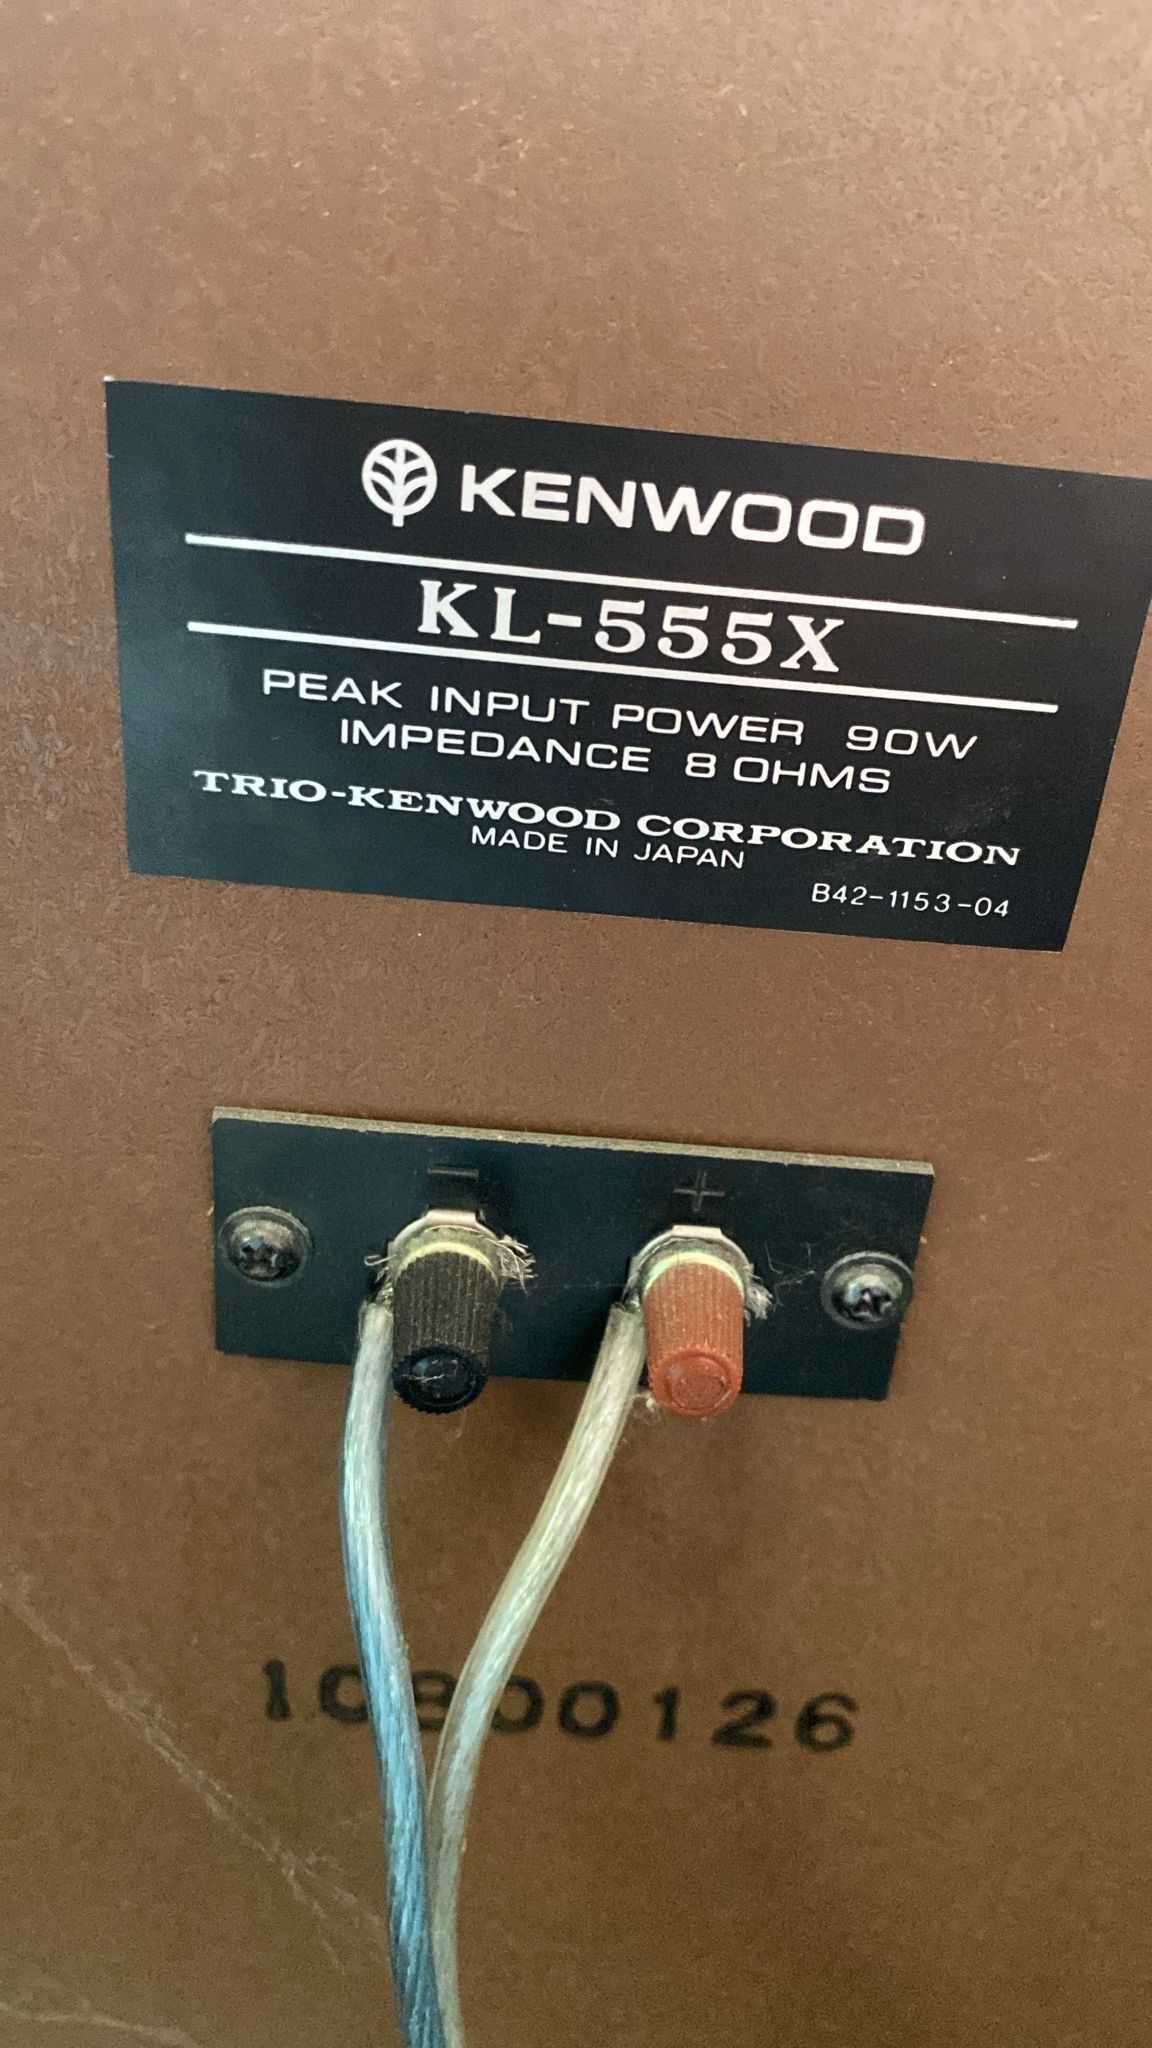 KENWOOD
KL-555X
PEAK INPUT POWER 90W
IMPEDANCE 8 OHMS
TRIO-KENWOOD CORPORATION
MADE IN JAPAN
B42-1153-04
- +
10800126